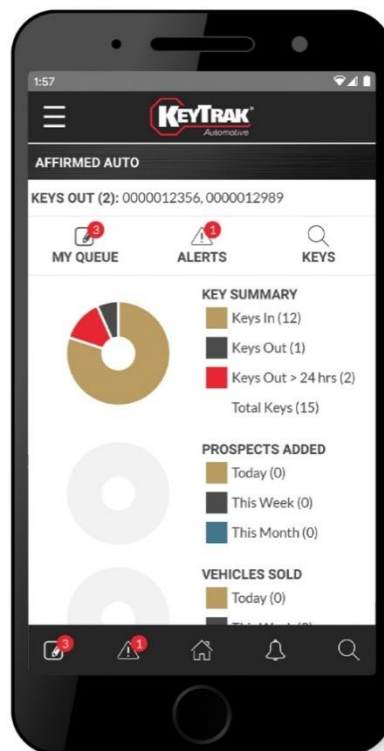 1:57
KEYTRAK®
Automotive
AFFIRMED AUTO
KEYS OUT (2): 0000012356, 0000012989
3
1
MY QUEUE
ALERTS
KEYS
KEY SUMMARY
Keys In (12)
Keys Out (1)
Keys Out > 24 hrs (2)
Total Keys (15)
PROSPECTS ADDED
Today (0)
This Week (0)
This Month (0)
VEHICLES SOLD
Today (0)
3
1